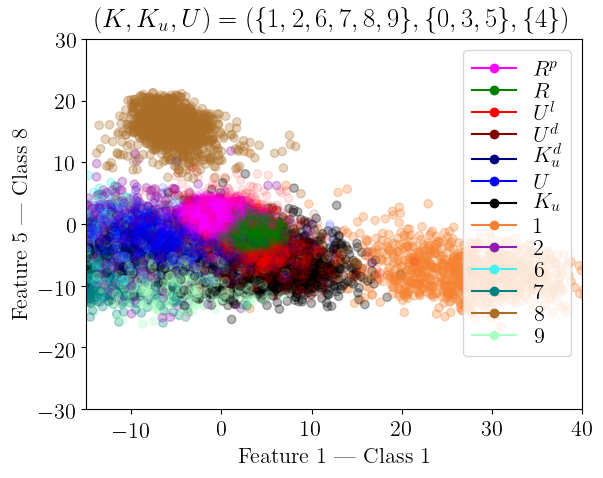 (K, K_u, U) = ({1, 2, 6, 7, 8, 9}, {0, 3, 5}, {4})
30
20
10
0
−10
−20
−30
Feature 5 — Class 8
R^p
R
U^l
U^d
K_u^d
U
K_u
1
2
6
7
8
9
−10
0
10
20
30
40
Feature 1 — Class 1